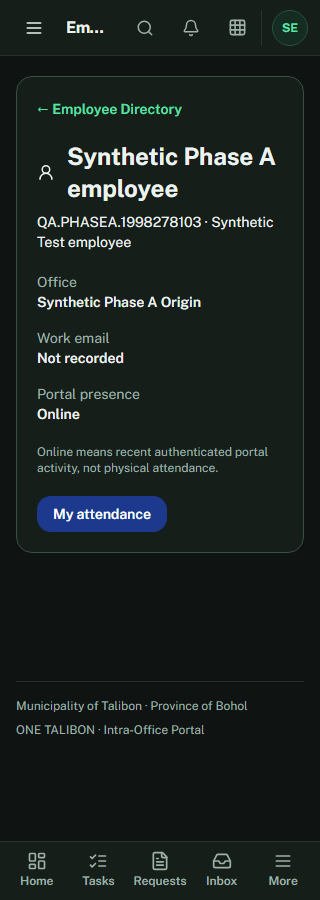 Em...
SE
← Employee Directory
Synthetic Phase A
employee
QA.PHASEA.1998278103 · Synthetic
Test employee
Office
Synthetic Phase A Origin
Work email
Not recorded
Portal presence
Online
Online means recent authenticated portal
activity, not physical attendance.
My attendance
Municipality of Talibon · Province of Bohol
ONE TALIBON · Intra-Office Portal
Home
Tasks
Requests
Inbox
More